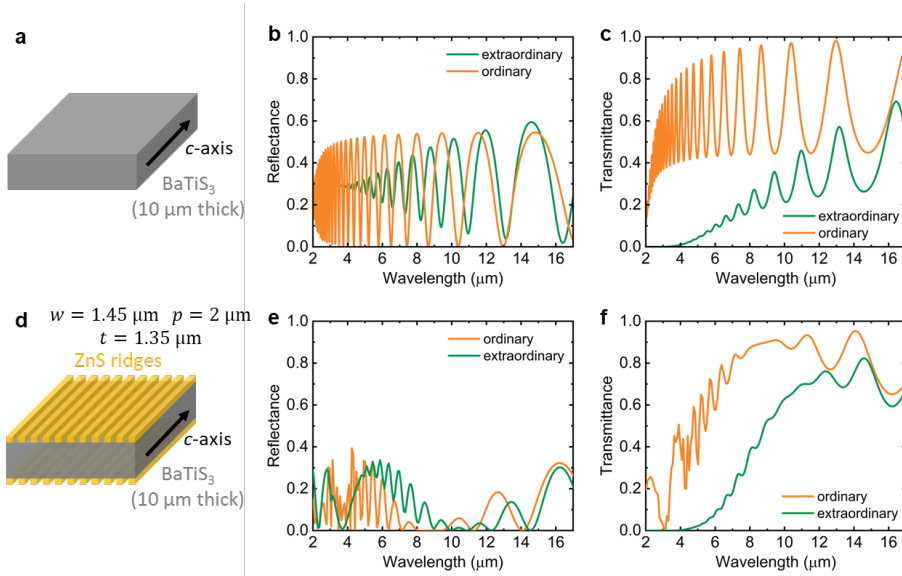 a
c-axis
BaTiS₃
(10 μm thick)
b
1.0
0.8
0.6
0.4
0.2
0.0
Reflectance
extraordinary
ordinary
2 4 6 8 10 12 14 16
Wavelength (μm)
c
1.0
0.8
0.6
0.4
0.2
0.0
Transmittance
extraordinary
ordinary
2 4 6 8 10 12 14 16
Wavelength (μm)
d
w = 1.45 μm p = 2 μm
t = 1.35 μm
ZnS ridges
c-axis
BaTiS₃
(10 μm thick)
e
1.0
0.8
0.6
0.4
0.2
0.0
Reflectance
ordinary
extraordinary
2 4 6 8 10 12 14 16
Wavelength (μm)
f
1.0
0.8
0.6
0.4
0.2
0.0
Transmittance
ordinary
extraordinary
2 4 6 8 10 12 14 16
Wavelength (μm)